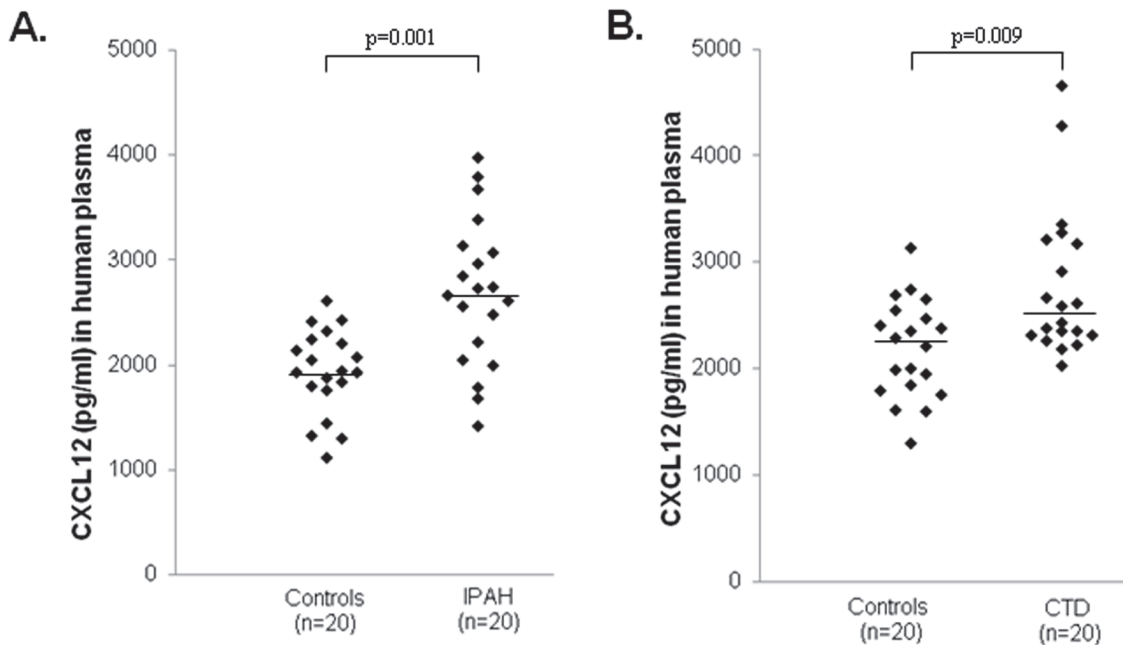 A.
p=0.001
5000
4000
3000
2000
1000
0
CXCL12 (pg/ml) in human plasma
Controls
(n=20)
IPAH
(n=20)
B.
p=0.009
5000
4000
3000
2000
1000
0
CXCL12 (pg/ml) in human plasma
Controls
(n=20)
CTD
(n=20)